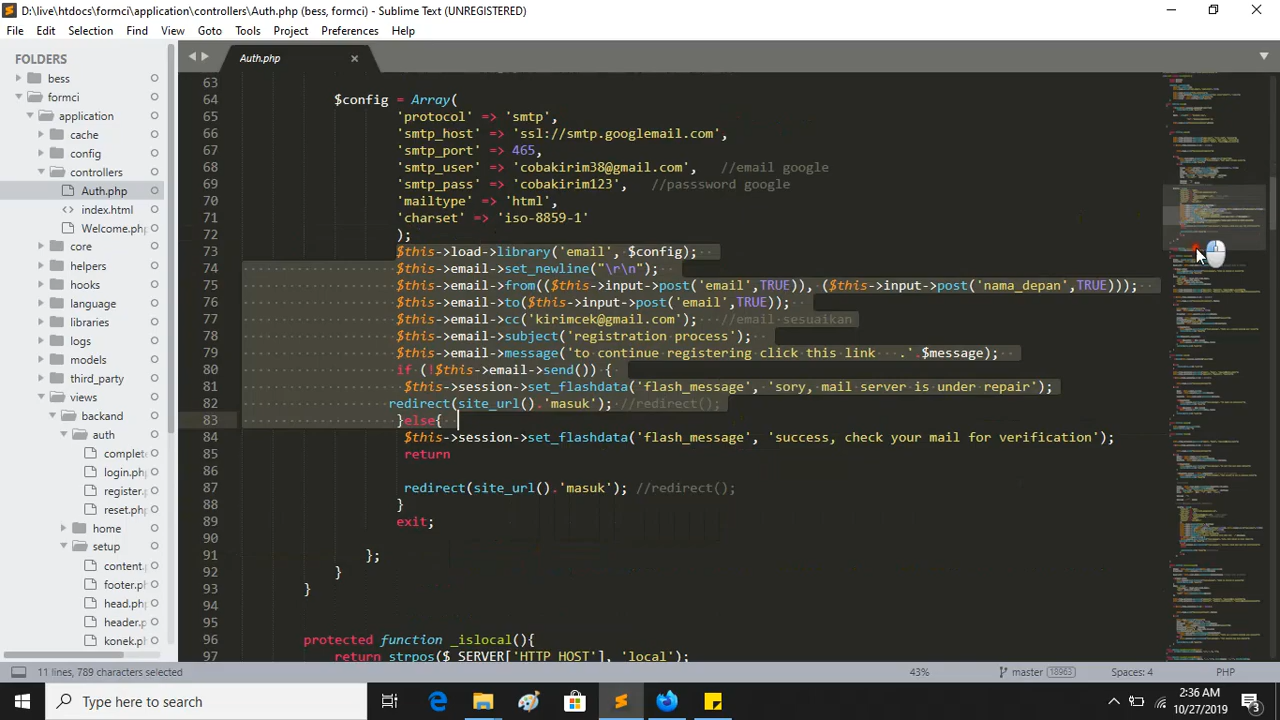 D:\live\htdocs\formci\application\controllers\Auth.php (bess, formci) - Sublime Text (UNREGISTERED)
File Edit Selection Find View Goto Tools Project Preferences Help
FOLDERS
bess
formci
application
cache
config
controllers
Auth.php
index.html
Welcome.php
core
helpers
hooks
language
libraries
logs
models
third_party
views
backand
auth
complet
login.ph
register.
reset.ph
home
setup
content.
footer.ph
head.php
header.p
konek.ph
Auth.php
63
64 $config = Array(
65 'protocol' => 'smtp',
66 'smtp_host' => 'ssl://smtp.googlemail.com',
67 'smtp_port' => 465,
68 'smtp_user' => 'cobakirim38@gmail.com', //email google
69 'smtp_pass' => 'cobakirim123', //passsword google
70 'mailtype' => 'html',
71 'charset' => 'iso-8859-1'
72 );
73 $this->load->library('email', $config);
74 $this->email->set_newline("\r\n");
75 $this->email->from(($this->input->post('email',TRUE)), ($this->input->post('nama_depan',TRUE)));
76 $this->email->to($this->input->post('email',TRUE));
77 $this->email->cc('kirimcek@gmail.com'); //email sesuaikan
78 $this->email->subject('registration process');
79 $this->email->message('To continue registering click this link  '. $message);
80 if (!$this->email->send()) {
81 $this->session->set_flashdata('flash_message', 'sory, mail server is under repair');
82 redirect(site_url().'masuk'); //redirect();
83 }else{
84 $this->session->set_flashdata('flash_message', 'success, check your mail for verification');
85 return
86
87 redirect(site_url().'masuk'); //redirect();
88 }
89 exit;
90
91 };
92 }
93 }
94
95
96 protected function _islocal(){
97 return strpos($_SERVER['HTTP_HOST'], 'local');
11 lines, 789 characters selected 43% master 18963 Spaces: 4 PHP
Type here to search
2:36 AM
10/27/2019
3